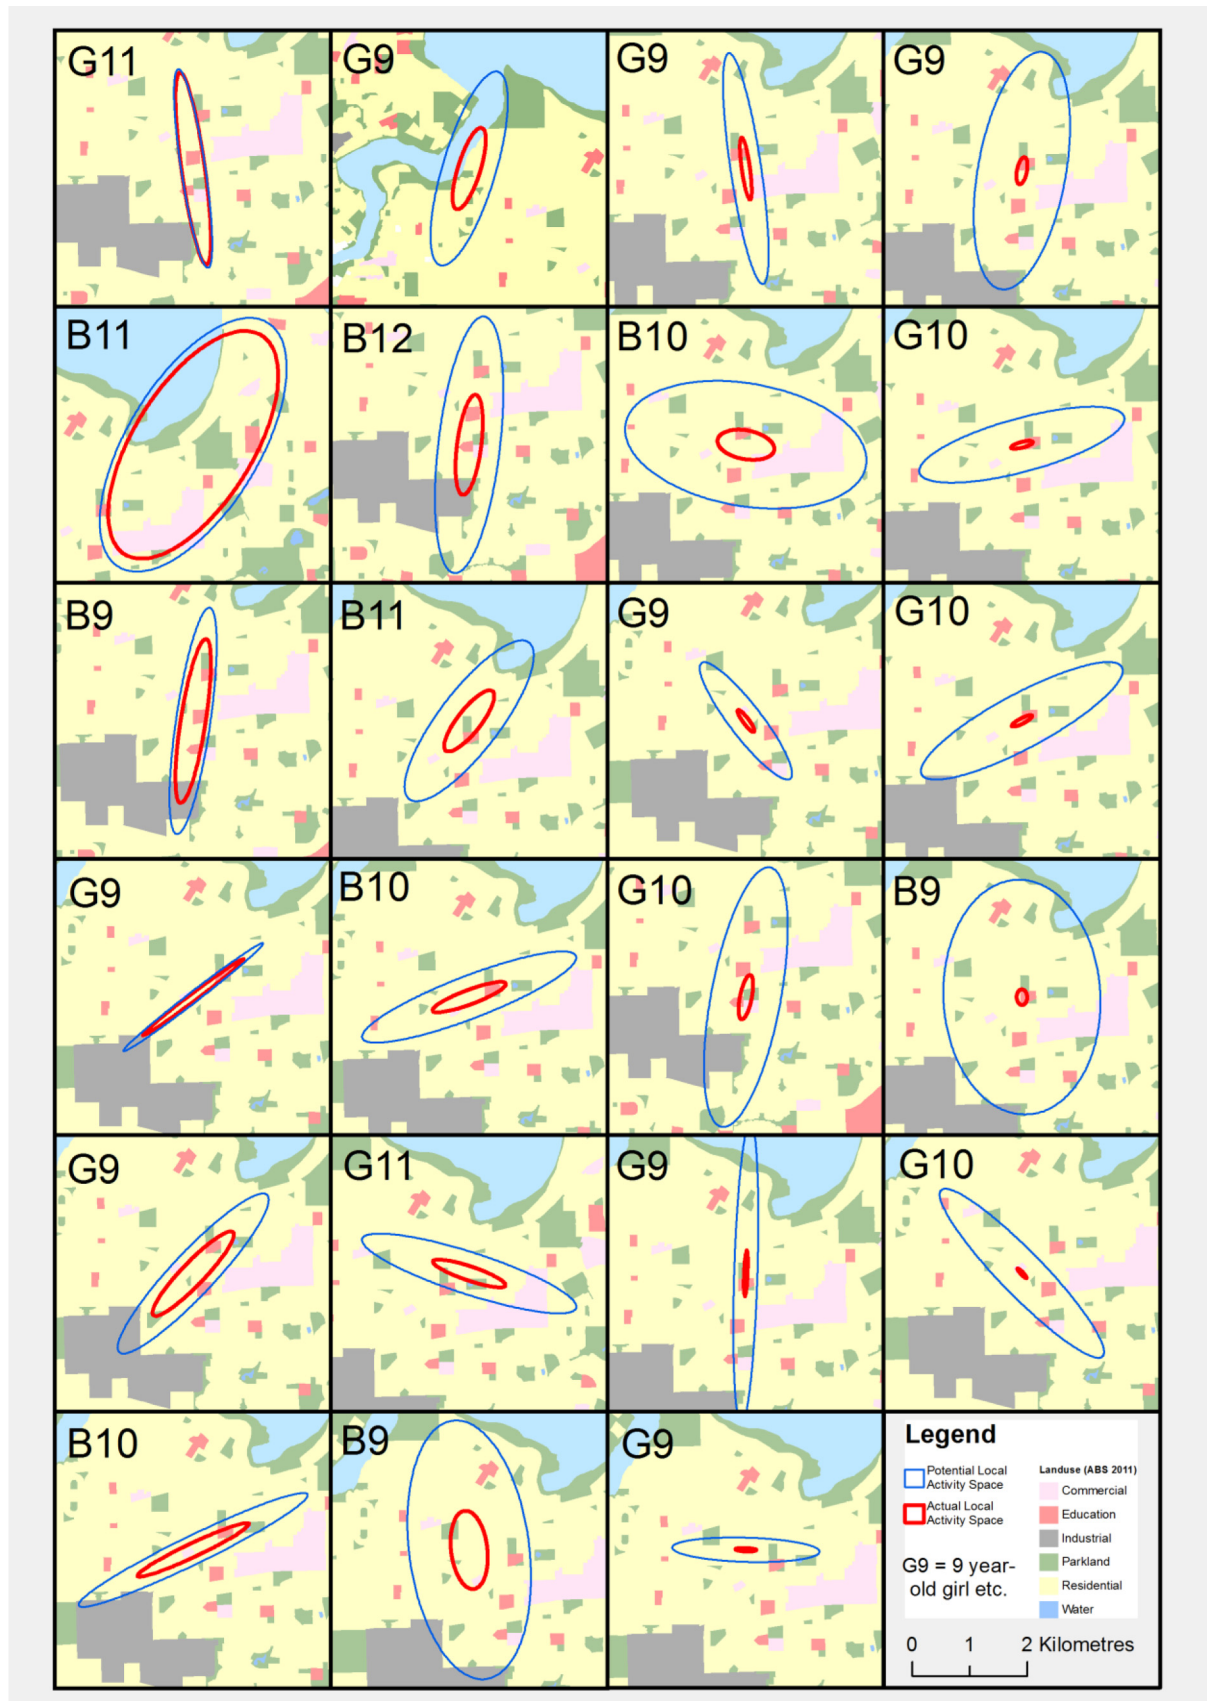 G11
G9
G9
G9
B11
B12
B10
G10
B9
B11
G9
G10
G9
B10
G10
B9
G9
G11
G9
G10
B10
B9
G9
Legend
Potential Local
Activity Space
Actual Local
Activity Space
G9 = 9 year-
old girl etc.
Landuse (ABS 2011)
Commercial
Education
Industrial
Parkland
Residential
Water
0 1 2 Kilometres